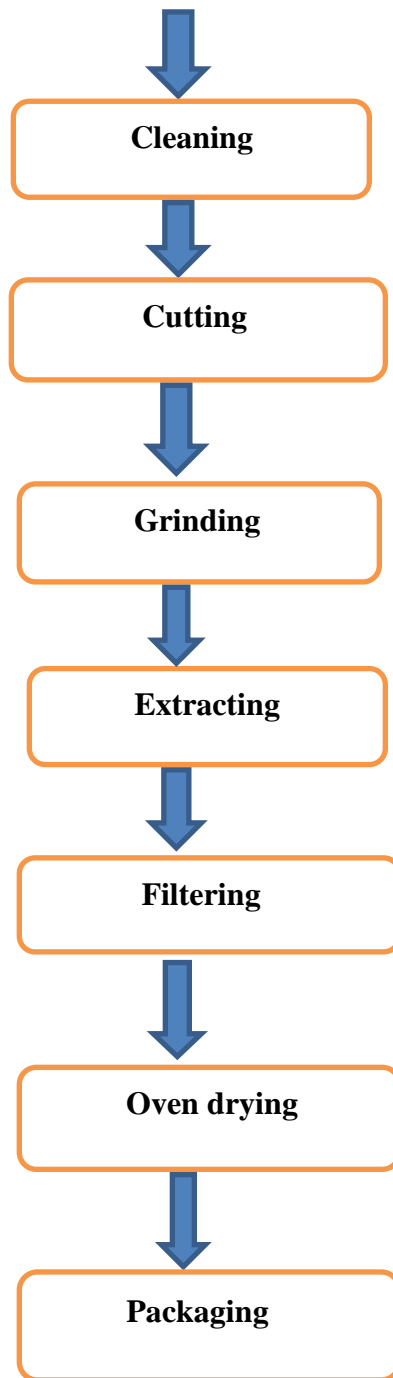 Cleaning
Cutting
Grinding
Extracting
Filtering
Oven drying
Packaging